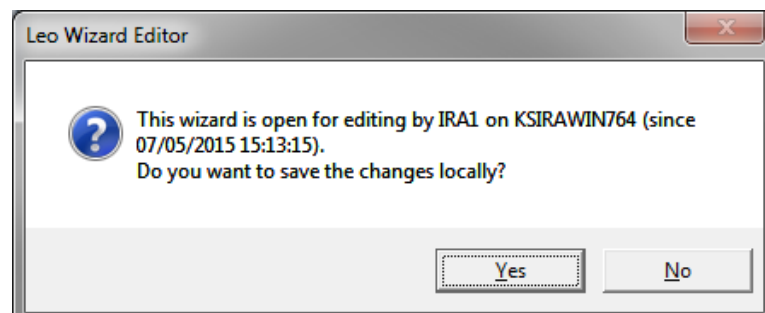 Leo Wizard Editor
This wizard is open for editing by IRA1 on KSIRAWIN764 (since
07/05/2015 15:13:15).
Do you want to save the changes locally?
Yes
No